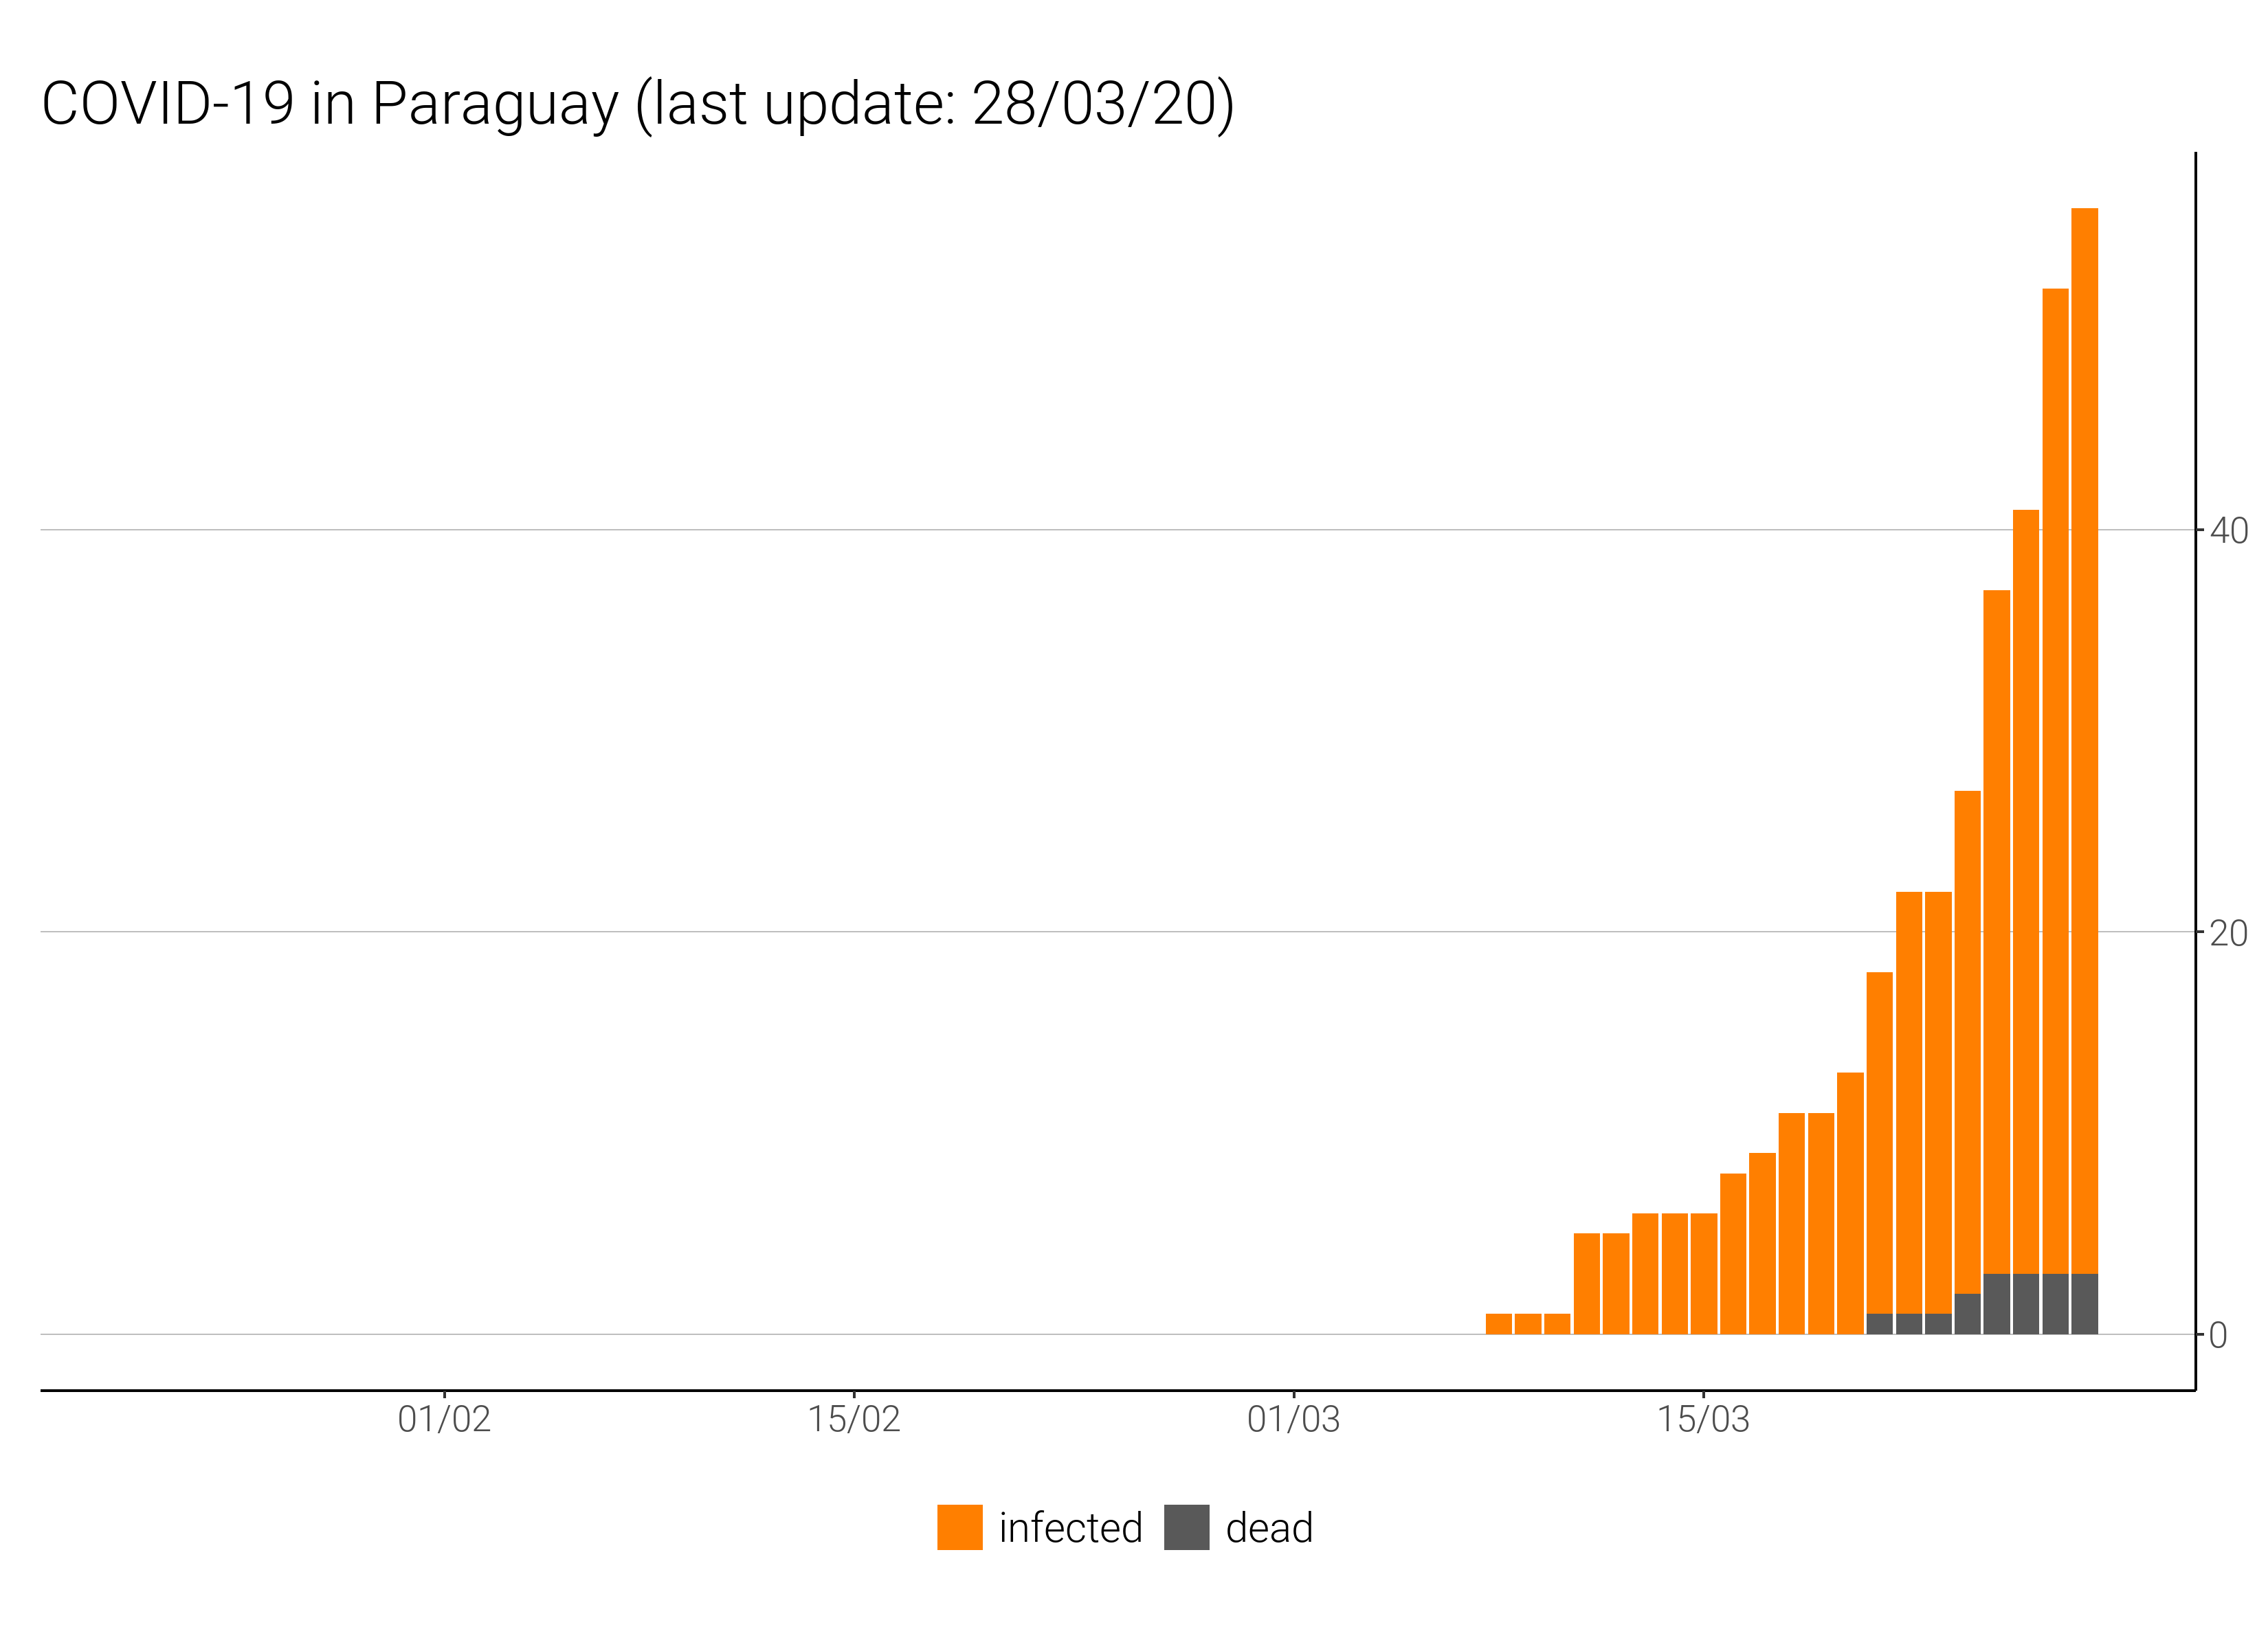 COVID-19 in Paraguay (last update: 28/03/20)
40
20
0
01/02 15/02 01/03 15/03
infected dead